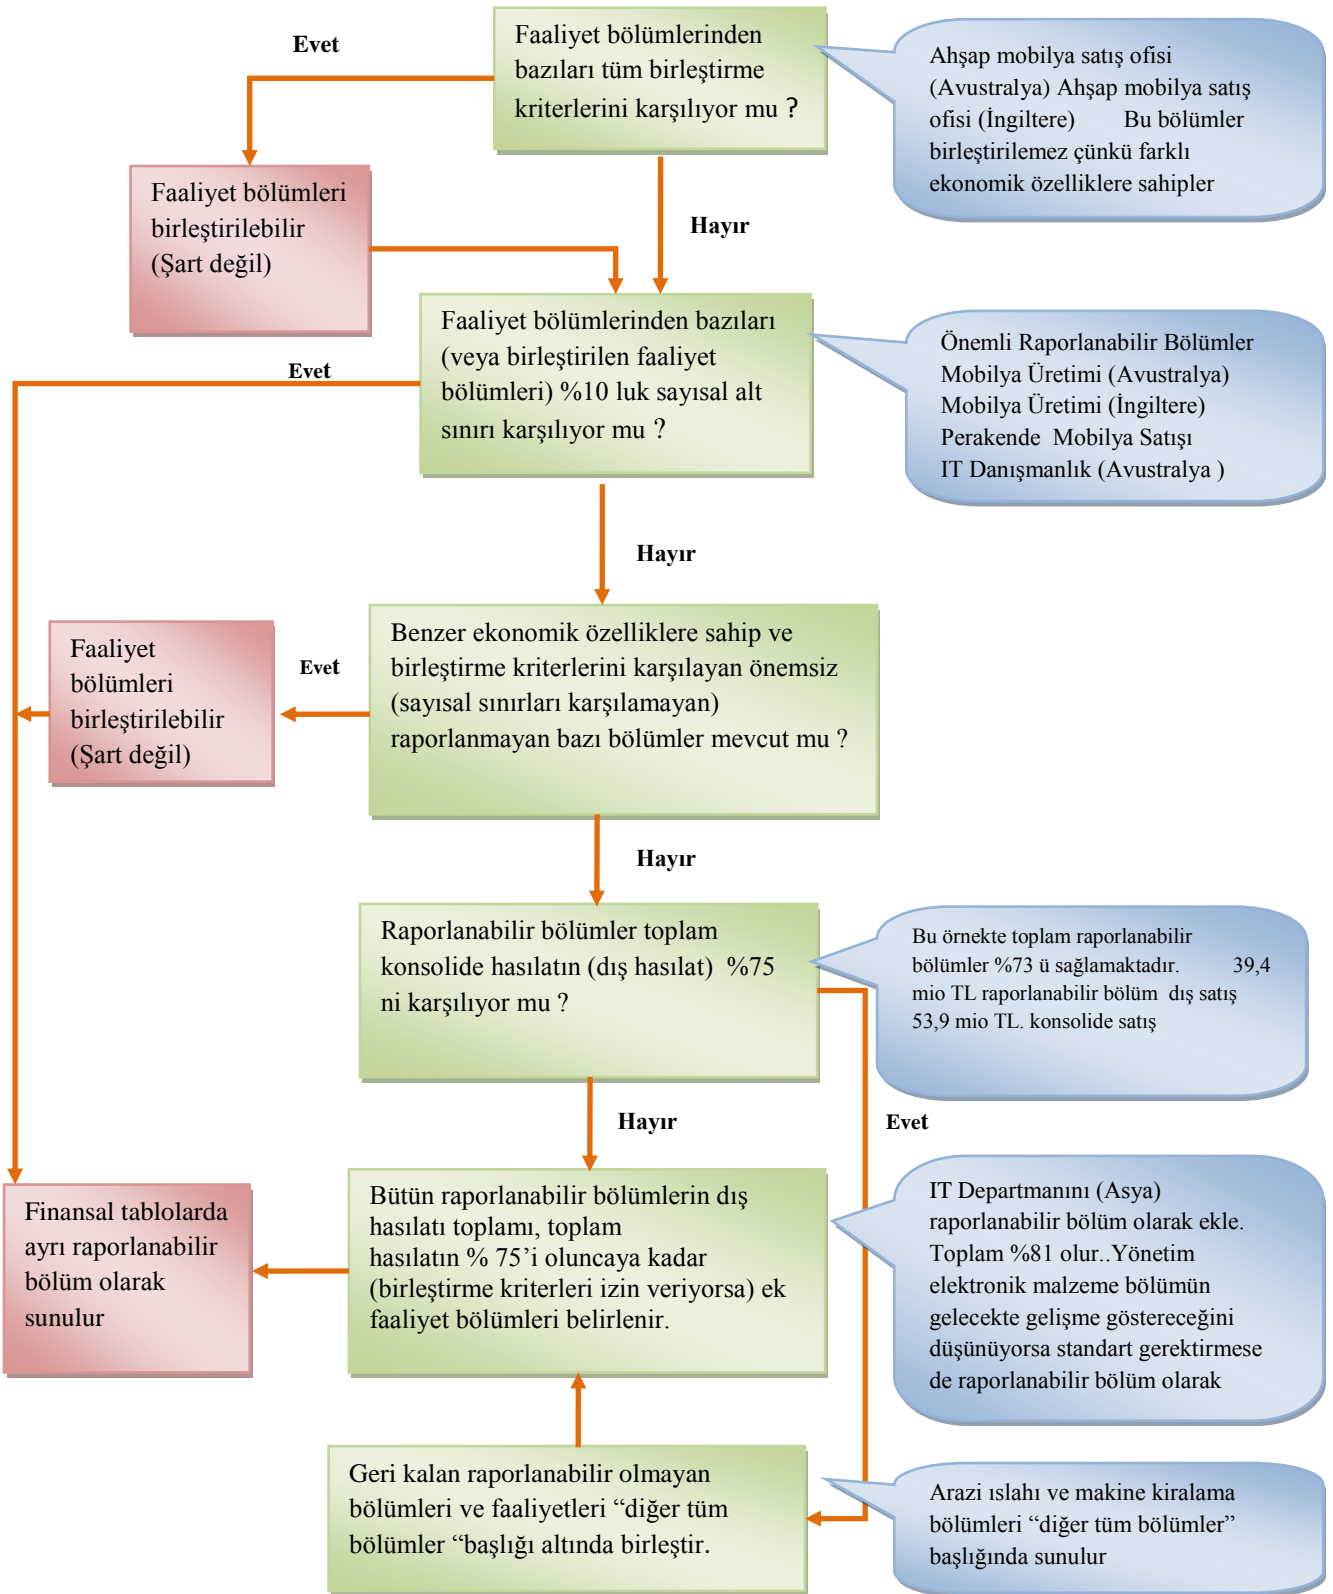 Faaliyet bölümlerinden
bazıları tüm birleştirme
kriterlerini karşılıyor mu ?
Evet
Ahşap mobilya satış ofisi
(Avustralya) Ahşap mobilya satış
ofisi (İngiltere) Bu bölümler
birleştirilemez çünkü farklı
ekonomik özelliklere sahipler
Faaliyet bölümleri
birleştirilebilir
(Şart değil)
Hayır
Faaliyet bölümlerinden bazıları
(veya birleştirilen faaliyet
bölümleri) %10 luk sayısal alt
sınırı karşılıyor mu ?
Evet
Önemli Raporlanabilir Bölümler
Mobilya Üretimi (Avustralya)
Mobilya Üretimi (İngiltere)
Perakende Mobilya Satışı
IT Danışmanlık (Avustralya )
Hayır
Benzer ekonomik özelliklere sahip ve
birleştirme kriterlerini karşılayan önemsiz
(sayısal sınırları karşılamayan)
raporlanmayan bazı bölümler mevcut mu ?
Evet
Faaliyet
bölümleri
birleştirilebilir
(Şart değil)
Hayır
Raporlanabilir bölümler toplam
konsolide hasılatın (dış hasılat) %75
ni karşılıyor mu ?
Bu örnekte toplam raporlanabilir
bölümler %73 ü sağlamaktadır. 39,4
mio TL raporlanabilir bölüm dış satış
53,9 mio TL. konsolide satış
Hayır
Evet
Bütün raporlanabilir bölümlerin dış
hasılatı toplamı, toplam
hasılatın % 75’i oluncaya kadar
(birleştirme kriterleri izin veriyorsa) ek
faaliyet bölümleri belirlenir.
Finansal tablolarda
ayrı raporlanabilir
bölüm olarak
sunulur
IT Departmanını (Asya)
raporlanabilir bölüm olarak ekle.
Toplam %81 olur..Yönetim
elektronik malzeme bölümün
gelecekte gelişme göstereceğini
düşünüyorsa standart gerektirmese
de raporlanabilir bölüm olarak
Geri kalan raporlanabilir olmayan
bölümleri ve faaliyetleri “diğer tüm
bölümler “başlığı altında birleştir.
Arazi ıslahı ve makine kiralama
bölümleri “diğer tüm bölümler”
başlığında sunulur